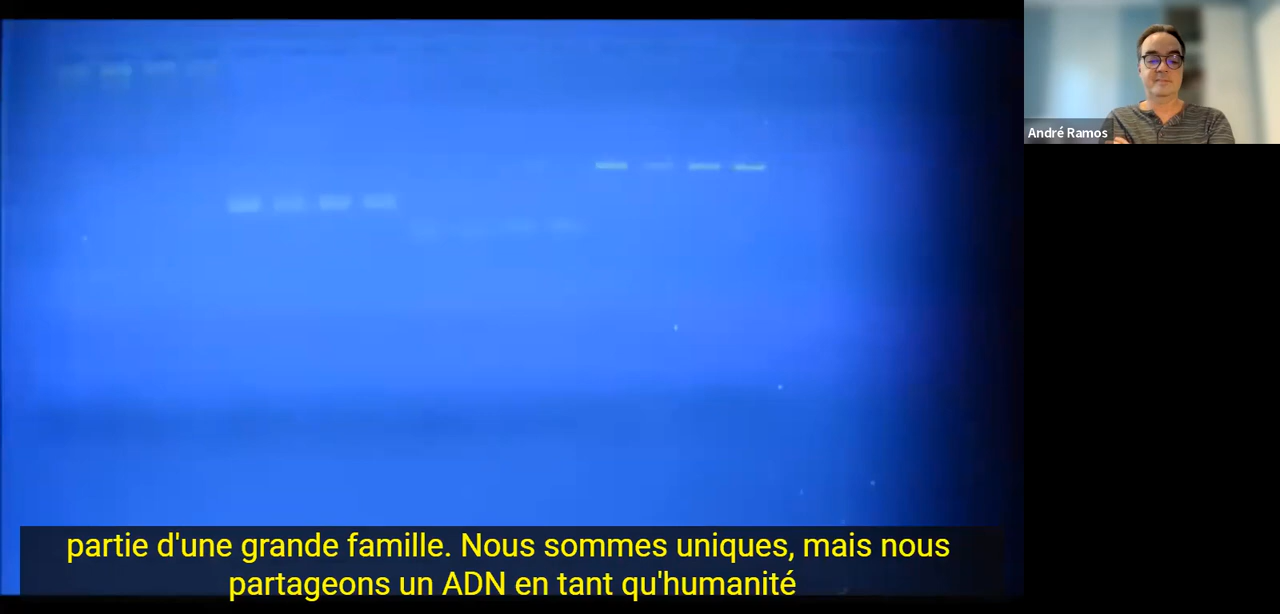 André Ramos
partie d'une grande famille. Nous sommes uniques, mais nous
partageons un ADN en tant qu'humanité